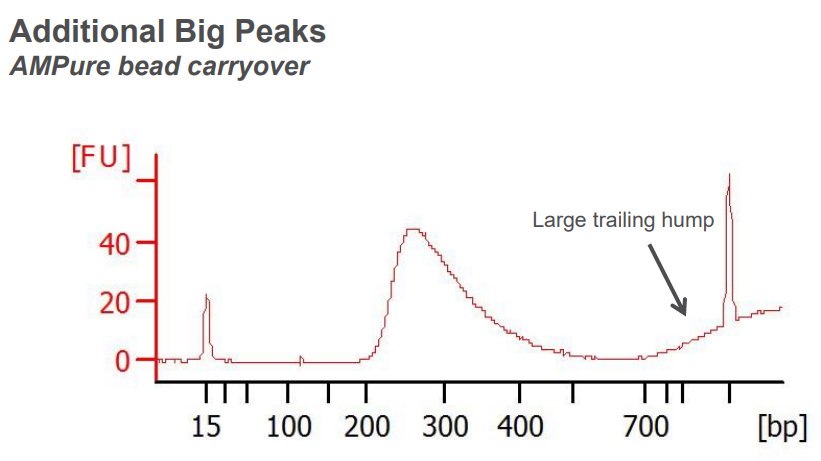 Additional Big Peaks
AMPure bead carryover
[FU]
Large trailing hump
40
20
0
15 100 200 300 400 700 [bp]